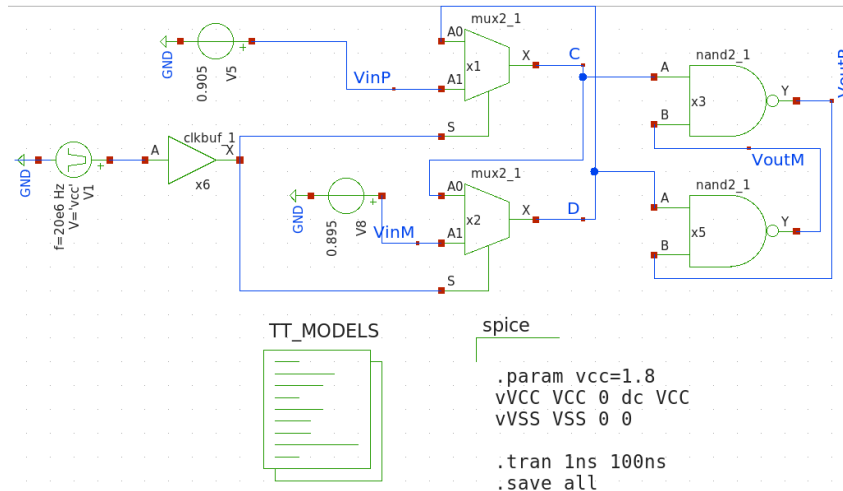 mux2_1
A0
x1
X
A1
S
VinP
C
GND
0.905
V5
nand2_1
A
x3
Y
B
VoutM
clkbuf_1
A
X
x6
GND
f=20e6 Hz
V='vcc'
V1
mux2_1
A0
x2
X
A1
S
D
GND
0.895
V8
VinM
nand2_1
A
x5
Y
B
TT_MODELS
spice
.param vcc=1.8
vVCC VCC 0 dc VCC
vVSS VSS 0 0
.tran 1ns 100ns
.save all